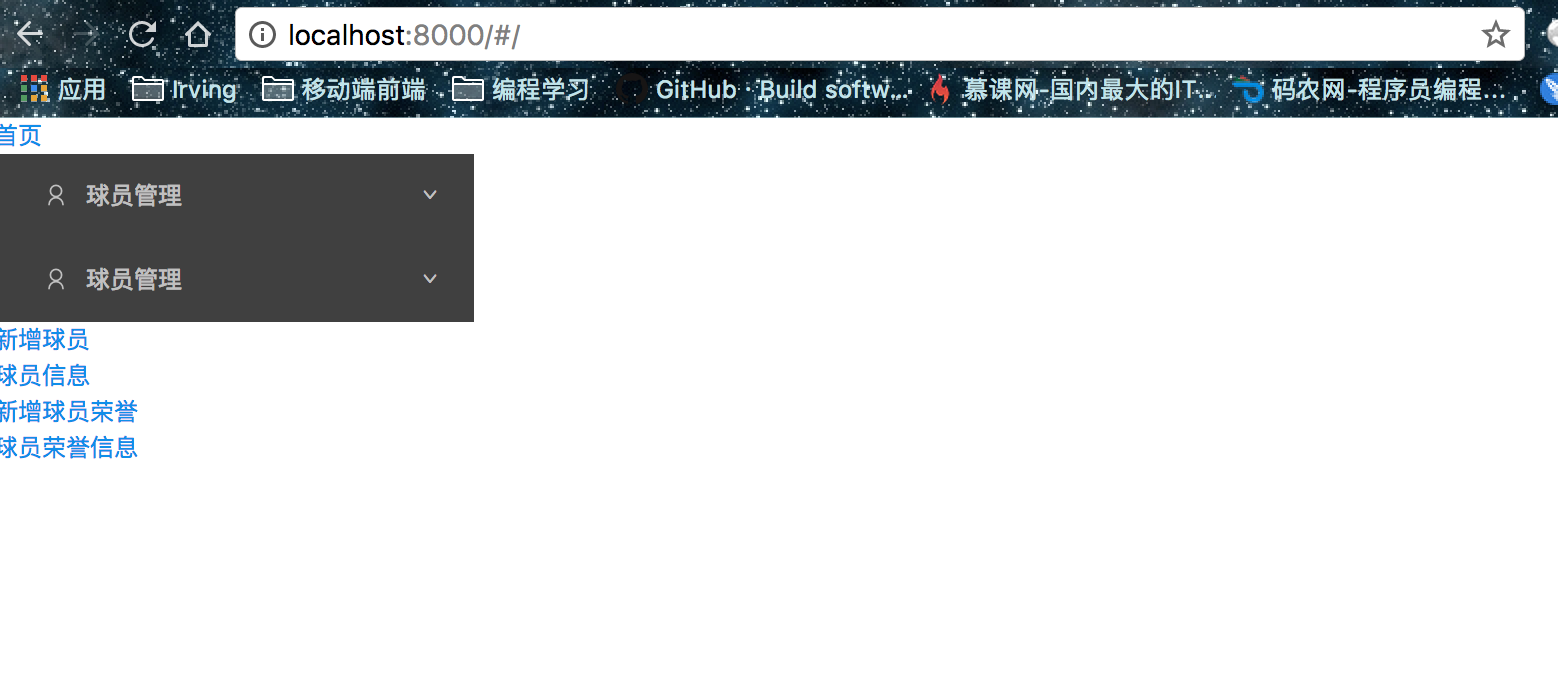 localhost:8000/#/
应用 Irving 移动端前端 编程学习 GitHub · Build softw... 慕课网-国内最大的IT... 码农网-程序员编程...
首页
球员管理
球员管理
新增球员
球员信息
新增球员荣誉
球员荣誉信息